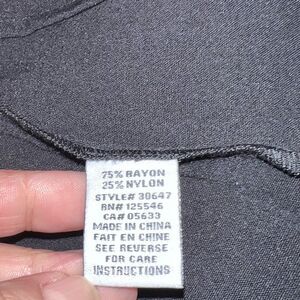 75% RAYON
25% NYLON
STYLE# 30647
RN# 125546
CA# 05633
MADE IN CHINA
FAIT EN CHINE
SEE REVERSE
FOR CARE
INSTRUCTIONS